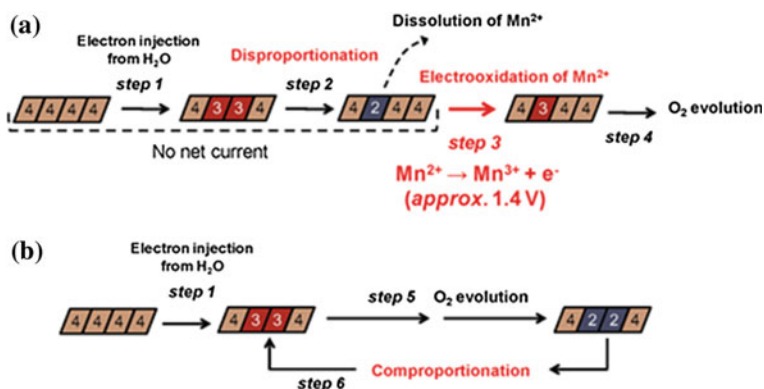 (a)
Dissolution of Mn²⁺
Electron injection
from H₂O
step 1
Disproportionation
step 2
Electrooxidation of Mn²⁺
4 4 4 4
4 3 3 4
4 2 4 4
4 3 4 4
O₂ evolution
step 3
step 4
No net current
Mn²⁺ → Mn³⁺ + e⁻
(approx. 1.4 V)
(b)
Electron injection
from H₂O
step 1
step 5
O₂ evolution
4 4 4 4
4 3 3 4
4 2 2 4
Comproportionation
step 6